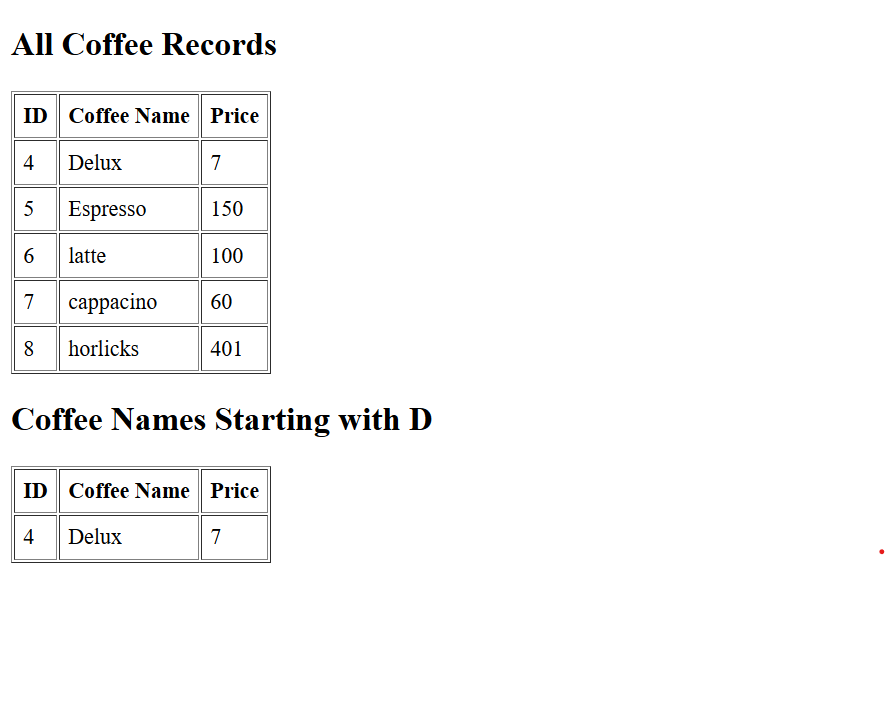 All Coffee Records
ID Coffee Name Price
4 Delux 7
5 Espresso 150
6 latte 100
7 cappacino 60
8 horlicks 401
Coffee Names Starting with D
ID Coffee Name Price
4 Delux 7